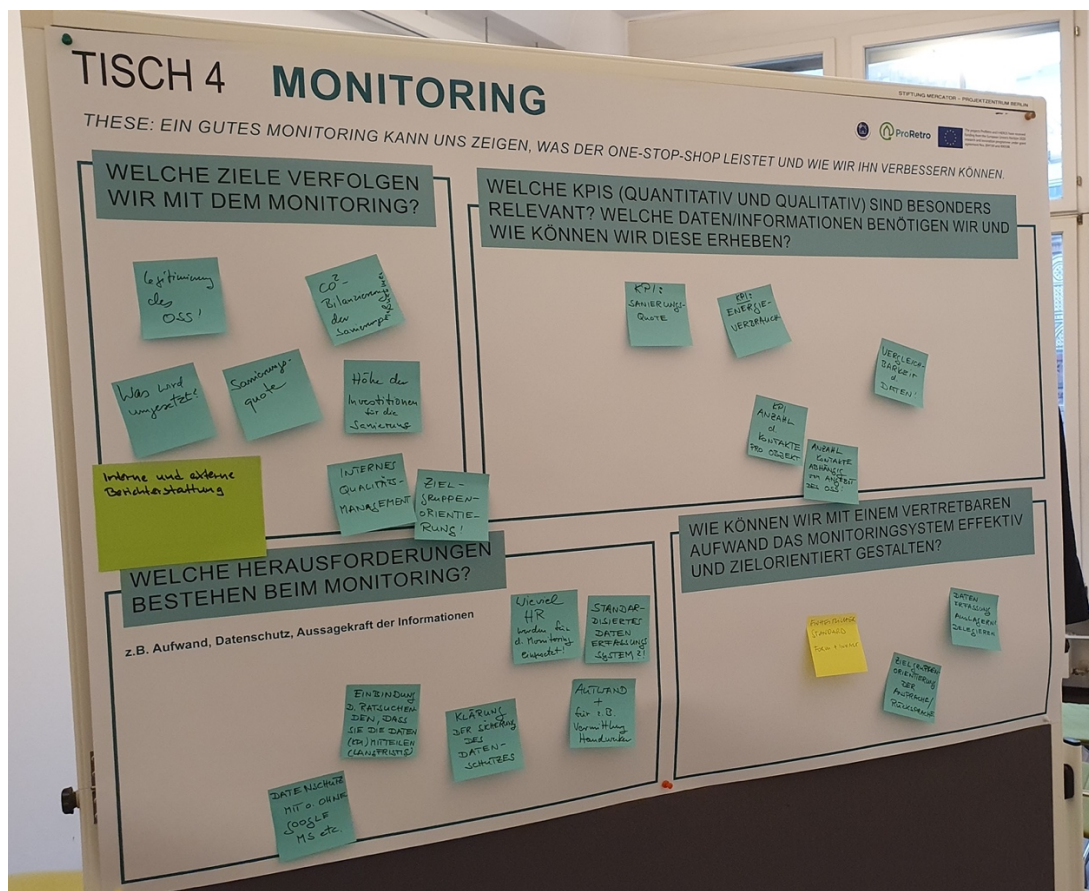 TISCH 4 MONITORING
STIFTUNG MERCATOR – PROJEKTZENTRUM BERLIN
THESE: EIN GUTES MONITORING KANN UNS ZEIGEN, WAS DER ONE-STOP-SHOP LEISTET UND WIE WIR IHN VERBESSERN KÖNNEN.
ProRetro
WELCHE ZIELE VERFOLGEN
WIR MIT DEM MONITORING?
Legitimierung
des
OSS!
CO2-
Bilanzierung
der
Was wird
umgesetzt?
Sanierungs-
quote
Höhe der
Investitionen
für die
Sanierung
Interne und externe
Berichterstattung
INTERNES
QUALITÄTS-
MANAGEMENT
ZIEL-
GRUPPEN-
ORIENTIE-
RUNG!
WELCHE KPIS (QUANTITATIV UND QUALITATIV) SIND BESONDERS
RELEVANT? WELCHE DATEN/INFORMATIONEN BENÖTIGEN WIR UND
WIE KÖNNEN WIR DIESE ERHEBEN?
KPI:
SANIERUNGS-
QUOTE
KPI:
ENERGIE-
VERBRAUCH
VERGLEICH-
BARKEIT
d.
DATEN!
KPI
ANZAHL
d.
KONTAKTE
PRO OBJEKT
ANZAHL
KONTAKTE
ABHÄNGIG
VOM ANGEBOT
DES OSS!
WELCHE HERAUSFORDERUNGEN
BESTEHEN BEIM MONITORING?
z.B. Aufwand, Datenschutz, Aussagekraft der Informationen
Wieviel
HR
werden für
d. Monitoring
eingesetzt!
STANDAR-
DISIERTES
DATEN
ERFASSUNGS
SYSTEM?!
EINBINDUNG
D. RATSUCHEN
DEN, DASS
SIE DIE DATEN
MITTEILEN
(LANGFRISTIG)
KLÄRUNG
DER
DES
DATEN-
SCHUTZES
AUFWAND
+
für z.B.
Vermittlung
Handwerker
DATENSCHUTZ
MIT o. OHNE
GOOGLE
MS etc.
WIE KÖNNEN WIR MIT EINEM VERTRETBAREN
AUFWAND DAS MONITORINGSYSTEM EFFEKTIV
UND ZIELORIENTIERT GESTALTEN?
STANDARD
DATEN
ERFASSUNG
AUSLAGERN/
DELEGIEREN
ZIELGRUPPEN-
ORIENTIERUNG
DER
ANSPRACHE/
RÜCKSPRACHE